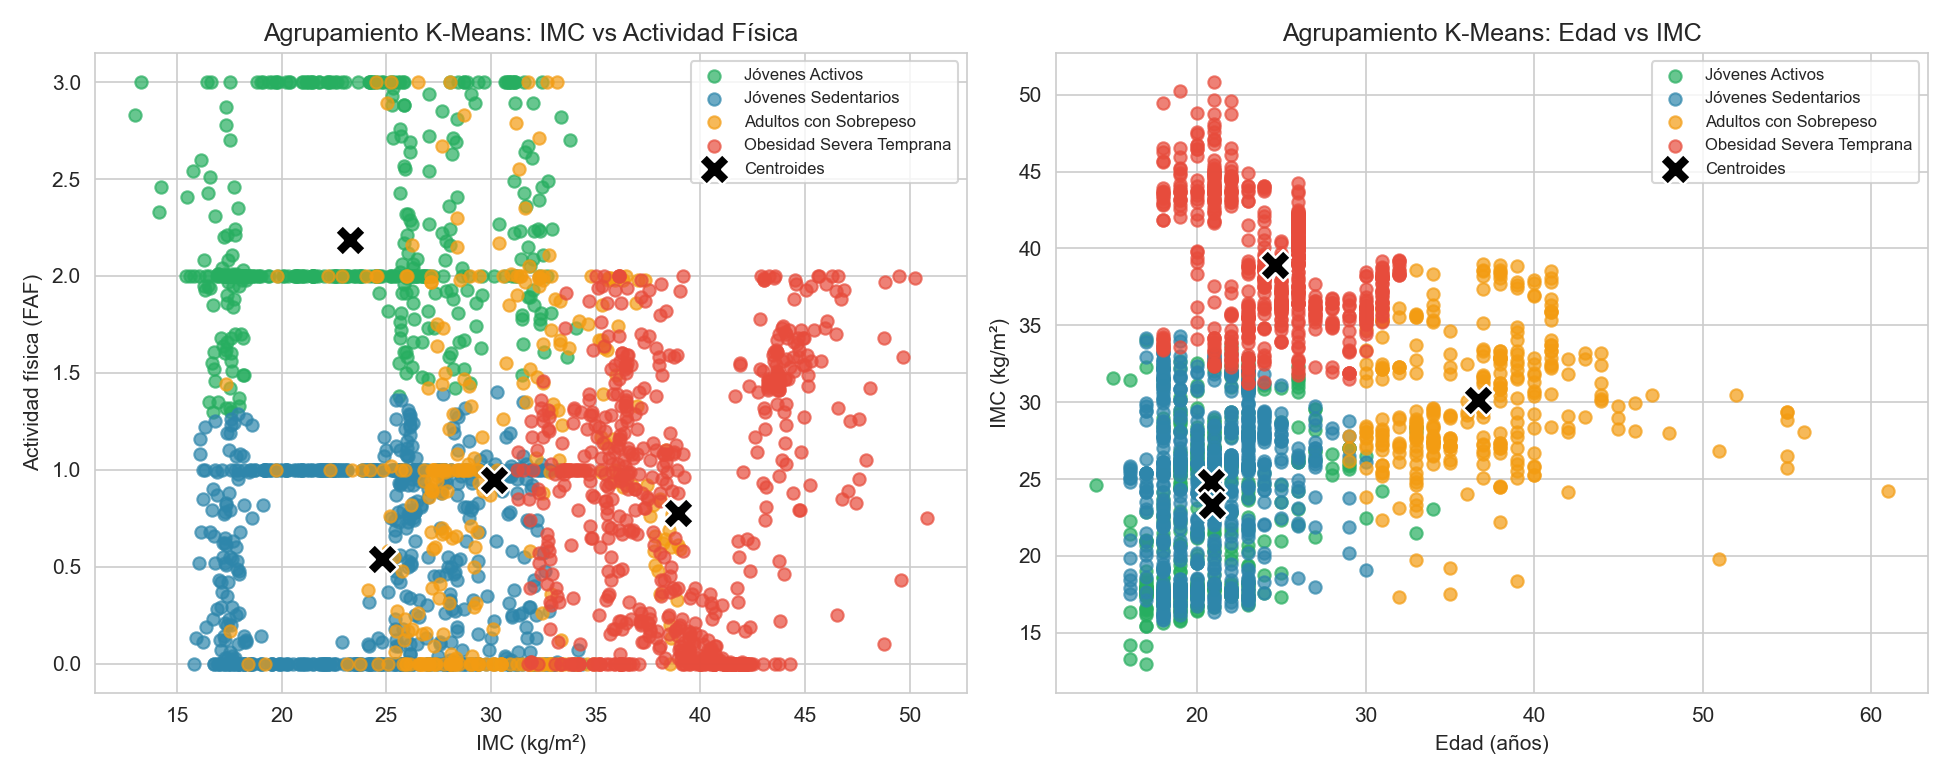 Agrupamiento K-Means: IMC vs Actividad Física
Actividad física (FAF)
3.0
2.5
2.0
1.5
1.0
0.5
0.0
Jóvenes Activos
Jóvenes Sedentarios
Adultos con Sobrepeso
Obesidad Severa Temprana
Centroides
15 20 25 30 35 40 45 50
IMC (kg/m²)
Agrupamiento K-Means: Edad vs IMC
IMC (kg/m²)
50
45
40
35
30
25
20
15
Jóvenes Activos
Jóvenes Sedentarios
Adultos con Sobrepeso
Obesidad Severa Temprana
Centroides
20 30 40 50 60
Edad (años)